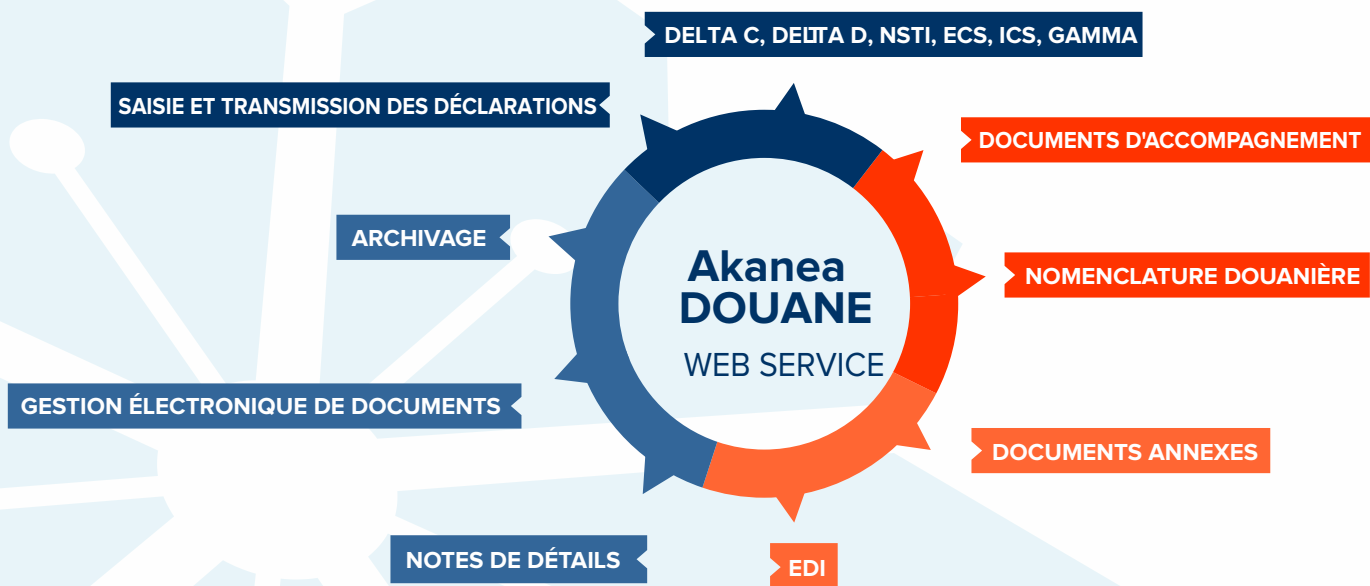 DELTA C, DELTA D, NSTI, ECS, ICS, GAMMA
SAISIE ET TRANSMISSION DES DÉCLARATIONS
DOCUMENTS D'ACCOMPAGNEMENT
ARCHIVAGE
Akanea
DOUANE
WEB SERVICE
NOMENCLATURE DOUANIÈRE
GESTION ÉLECTRONIQUE DE DOCUMENTS
DOCUMENTS ANNEXES
NOTES DE DÉTAILS
EDI